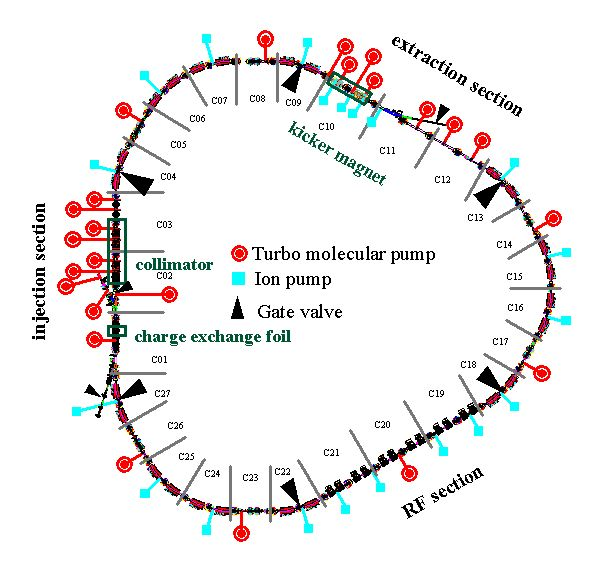 extraction section
C07
C08
C09
C06
C10
kicker magnet
C11
C05
C12
C04
C13
injection section
C03
C14
collimator
Turbo molecular pump
C02
Ion pump
C15
Gate valve
C16
charge exchange foil
C17
C01
C18
C27
C19
C20
C26
C21
C25
C22
C24
C23
RF section